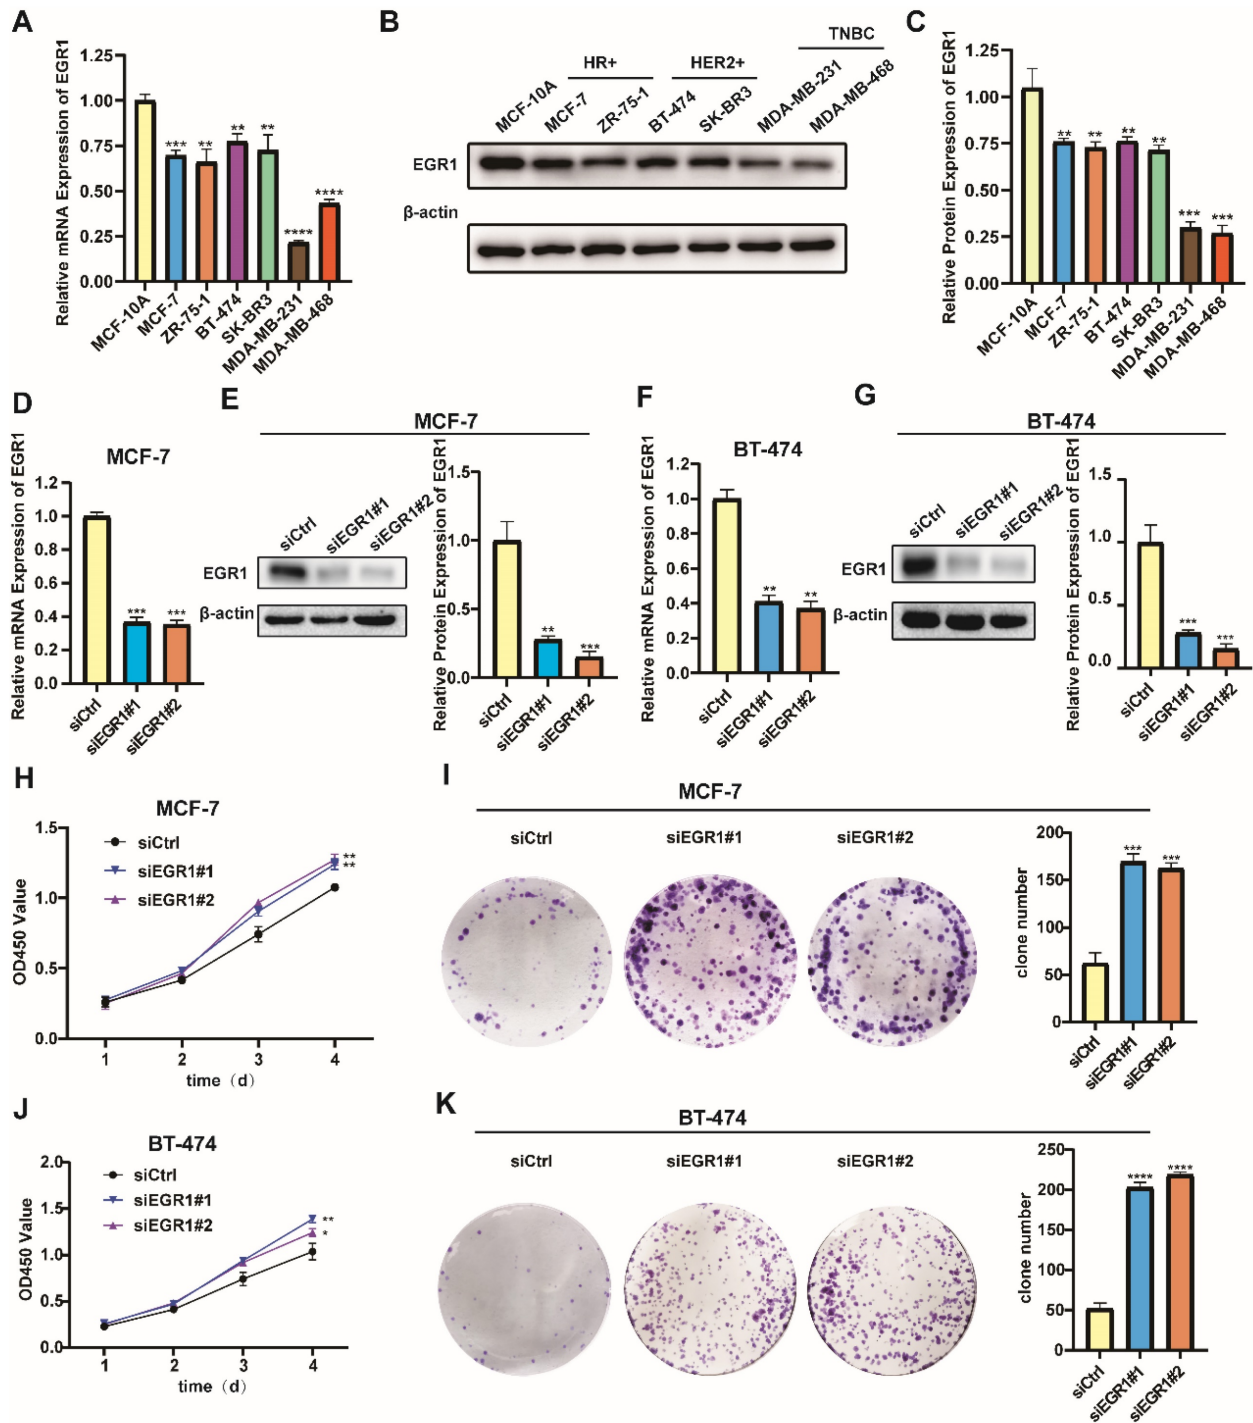 A
Relative mRNA Expression of EGR1
1.25
1.00
0.75
0.50
0.25
0.00
***
**
**
**
****
****
MCF-10A
MCF-7
ZR-75-1
BT-474
SK-BR3
MDA-MB-231
MDA-MB-468
B
TNBC
HR+
HER2+
MCF-10A
MCF-7
ZR-75-1
BT-474
SK-BR3
MDA-MB-231
MDA-MB-468
EGR1
β-actin
C
Relative Protein Expression of EGR1
1.25
1.00
0.75
0.50
0.25
0.00
**
**
**
**
***
***
MCF-10A
MCF-7
ZR-75-1
BT-474
SK-BR3
MDA-MB-231
MDA-MB-468
D
MCF-7
Relative mRNA Expression of EGR1
1.2
1.0
0.8
0.6
0.4
0.2
0.0
***
***
siCtrl
siEGR1#1
siEGR1#2
E
MCF-7
siCtrl
siEGR1#1
siEGR1#2
EGR1
β-actin
Relative Protein Expression of EGR1
1.5
1.0
0.5
0.0
**
***
siCtrl
siEGR1#1
siEGR1#2
F
BT-474
Relative mRNA Expression of EGR1
1.2
1.0
0.8
0.6
0.4
0.2
0.0
**
**
siCtrl
siEGR1#1
siEGR1#2
G
BT-474
siCtrl
siEGR1#1
siEGR1#2
EGR1
β-actin
Relative Protein Expression of EGR1
1.5
1.0
0.5
0.0
***
***
siCtrl
siEGR1#1
siEGR1#2
H
MCF-7
OD450 Value
1.5
1.0
0.5
0.0
siCtrl
siEGR1#1
siEGR1#2
**
**
1 2 3 4
time（d）
I
MCF-7
siCtrl siEGR1#1 siEGR1#2
clone number
200
150
100
50
0
***
***
siCtrl
siEGR1#1
siEGR1#2
J
BT-474
OD450 Value
2.0
1.5
1.0
0.5
0.0
siCtrl
siEGR1#1
siEGR1#2
**
*
1 2 3 4
time（d）
K
BT-474
siCtrl siEGR1#1 siEGR1#2
clone number
250
200
150
100
50
0
****
****
siCtrl
siEGR1#1
siEGR1#2